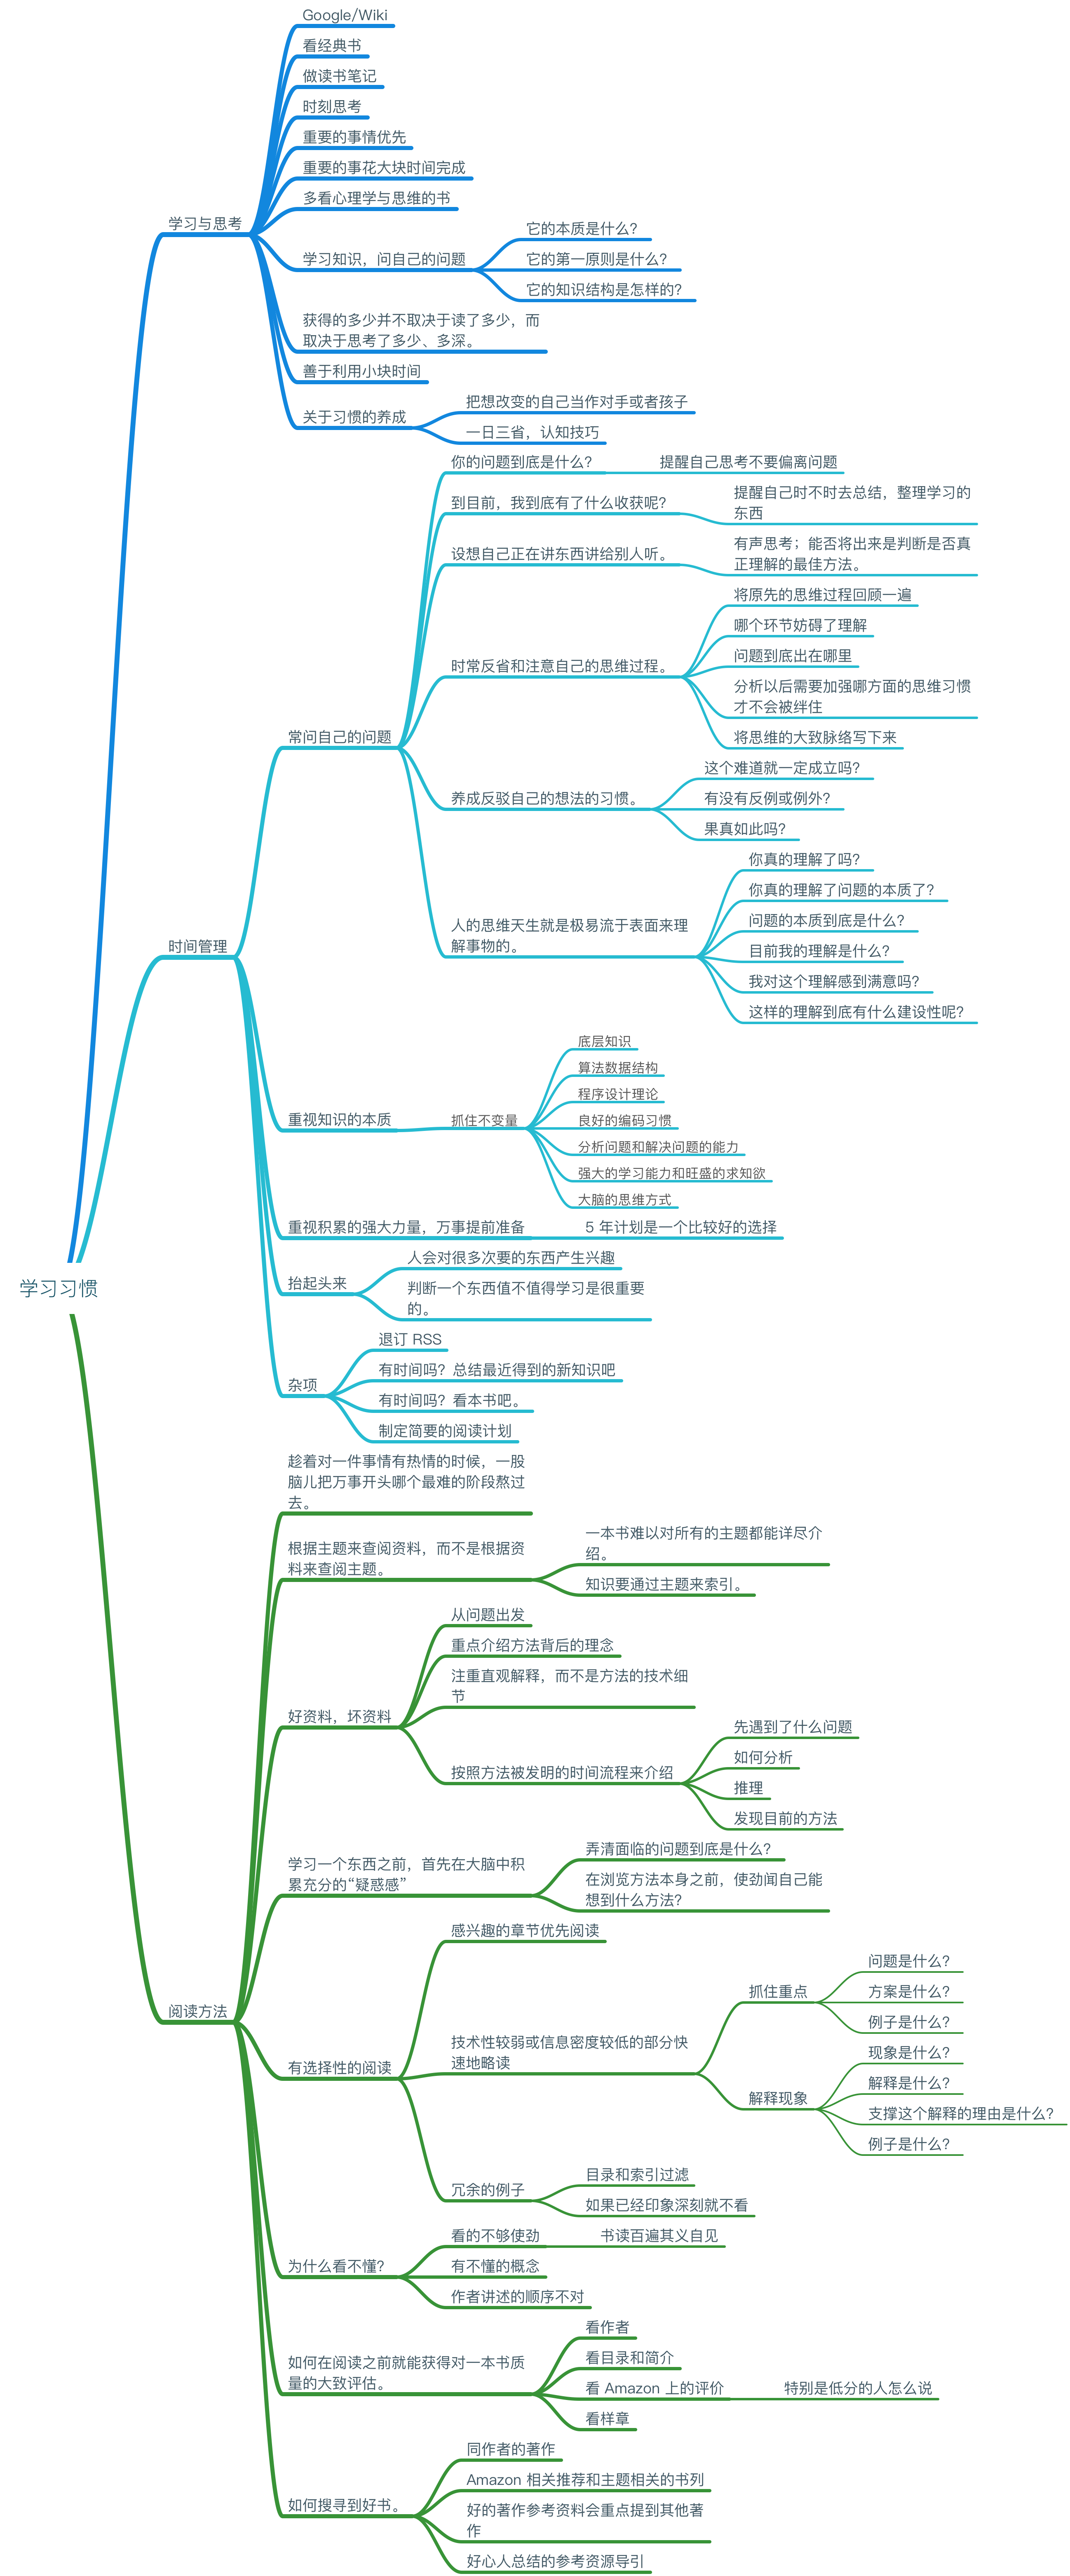 Google/Wiki
看经典书
做读书笔记
时刻思考
重要的事情优先
重要的事花大块时间完成
多看心理学与思维的书
学习与思考
学习知识，问自己的问题
它的本质是什么？
它的第一原则是什么？
它的知识结构是怎样的？
获得的多少并不取决于读了多少，而
取决于思考了多少、多深。
善于利用小块时间
关于习惯的养成
把想改变的自己当作对手或者孩子
一日三省，认知技巧
学习习惯
时间管理
常问自己的问题
你的问题到底是什么？
提醒自己思考不要偏离问题
到目前，我到底有了什么收获呢？
提醒自己时不时去总结，整理学习的
东西
设想自己正在讲东西讲给别人听。
有声思考；能否将出来是判断是否真
正理解的最佳方法。
时常反省和注意自己的思维过程。
将原先的思维过程回顾一遍
哪个环节妨碍了理解
问题到底出在哪里
分析以后需要加强哪方面的思维习惯
才不会被绊住
将思维的大致脉络写下来
养成反驳自己的想法的习惯。
这个难道就一定成立吗？
有没有反例或例外？
果真如此吗？
人的思维天生就是极易流于表面来理
解事物的。
你真的理解了吗？
你真的理解了问题的本质了？
问题的本质到底是什么？
目前我的理解是什么？
我对这个理解感到满意吗？
这样的理解到底有什么建设性呢？
重视知识的本质
抓住不变量
底层知识
算法数据结构
程序设计理论
良好的编码习惯
分析问题和解决问题的能力
强大的学习能力和旺盛的求知欲
大脑的思维方式
重视积累的强大力量，万事提前准备
5 年计划是一个比较好的选择
抬起头来
人会对很多次要的东西产生兴趣
判断一个东西值不值得学习是很重要
的。
杂项
退订 RSS
有时间吗？总结最近得到的新知识吧
有时间吗？看本书吧。
制定简要的阅读计划
阅读方法
趁着对一件事情有热情的时候，一股
脑儿把万事开头哪个最难的阶段熬过
去。
根据主题来查阅资料，而不是根据资
料来查阅主题。
一本书难以对所有的主题都能详尽介
绍。
知识要通过主题来索引。
好资料，坏资料
从问题出发
重点介绍方法背后的理念
注重直观解释，而不是方法的技术细
节
按照方法被发明的时间流程来介绍
先遇到了什么问题
如何分析
推理
发现目前的方法
学习一个东西之前，首先在大脑中积
累充分的“疑惑感”
弄清面临的问题到底是什么？
在浏览方法本身之前，使劲闻自己能
想到什么方法？
有选择性的阅读
感兴趣的章节优先阅读
技术性较弱或信息密度较低的部分快
速地略读
抓住重点
问题是什么？
方案是什么？
例子是什么？
解释现象
现象是什么？
解释是什么？
支撑这个解释的理由是什么？
例子是什么？
冗余的例子
目录和索引过滤
如果已经印象深刻就不看
为什么看不懂？
看的不够使劲
书读百遍其义自见
有不懂的概念
作者讲述的顺序不对
如何在阅读之前就能获得对一本书质
量的大致评估。
看作者
看目录和简介
看 Amazon 上的评价
特别是低分的人怎么说
看样章
如何搜寻到好书。
同作者的著作
Amazon 相关推荐和主题相关的书列
好的著作参考资料会重点提到其他著
作
好心人总结的参考资源导引